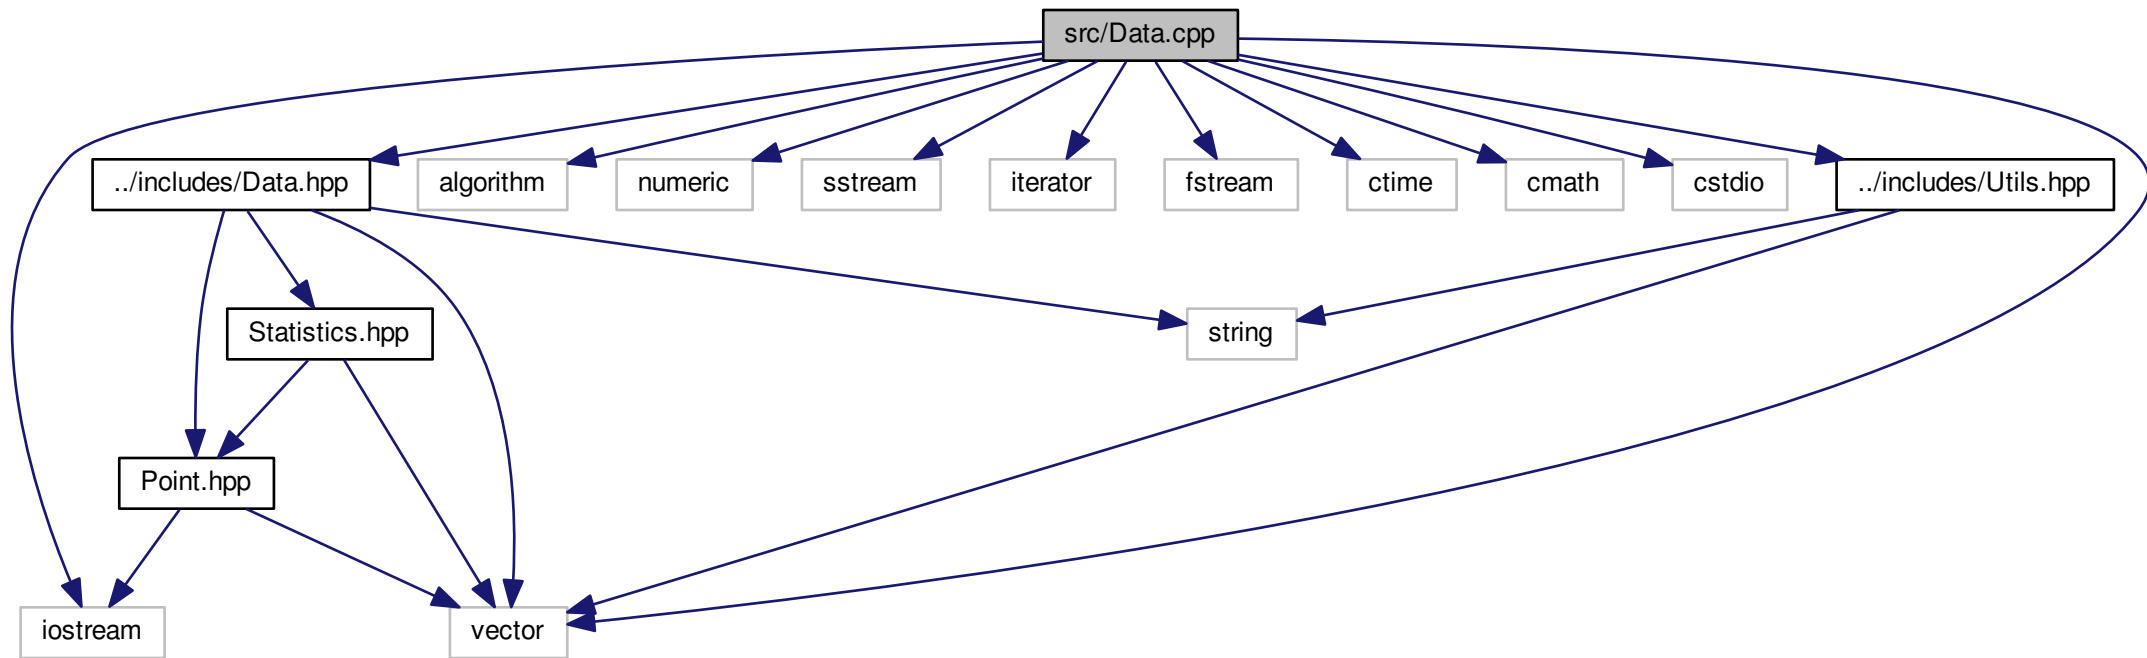 src/Data.cpp
../includes/Data.hpp
algorithm
numeric
sstream
iterator
fstream
ctime
cmath
cstdio
../includes/Utils.hpp
Statistics.hpp
string
Point.hpp
iostream
vector